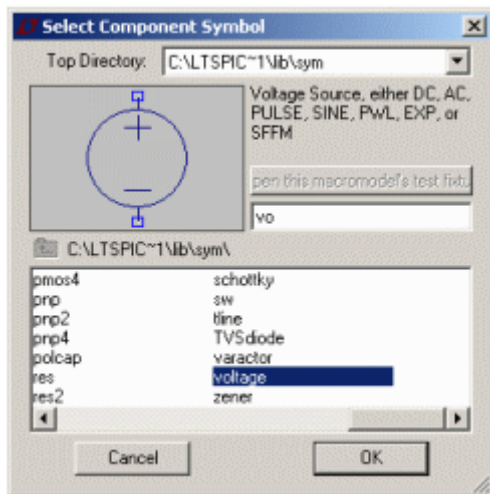 Select Component Symbol
Top Directory: C:\LTSPIC~1\lib\sym
Voltage Source, either DC, AC,
PULSE, SINE, PWL, EXP, or
SFFM
pen this macromodel's test fixtu
vo
C:\LTSPIC~1\lib\sym\
pmos4 schottky
pnp sw
pnp2 tline
pnp4 TVSdiode
polcap varactor
res voltage
res2 zener
Cancel OK